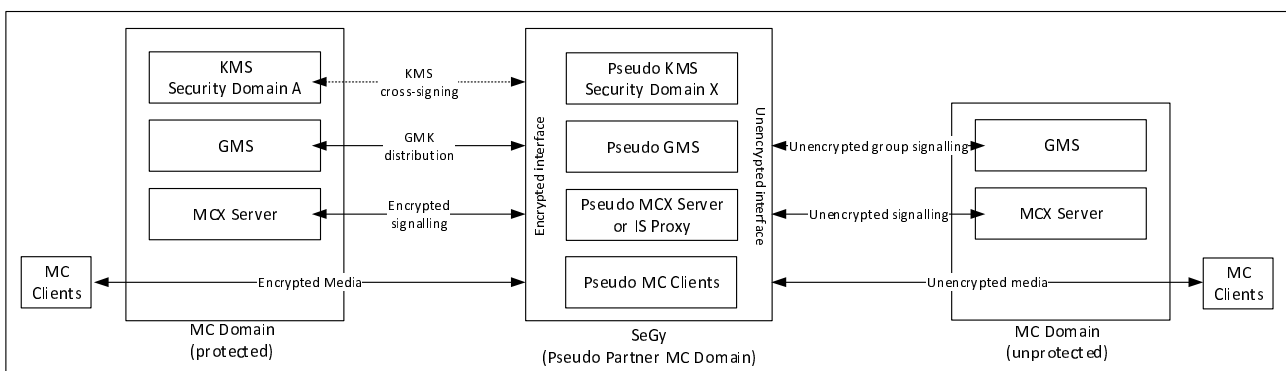 KMS
Security Domain A
GMS
MCX Server
MC
Clients
MC Domain
(protected)
KMS
cross-signing
GMK
distribution
Encrypted
signalling
Encrypted Media
Encrypted interface
Pseudo KMS
Security Domain X
Pseudo GMS
Pseudo MCX Server
or IS Proxy
Pseudo MC Clients
Unencrypted interface
SeGy
(Pseudo Partner MC Domain)
Unencrypted group signalling
Unencrypted signalling
Unencrypted media
GMS
MCX Server
MC
Clients
MC Domain
(unprotected)